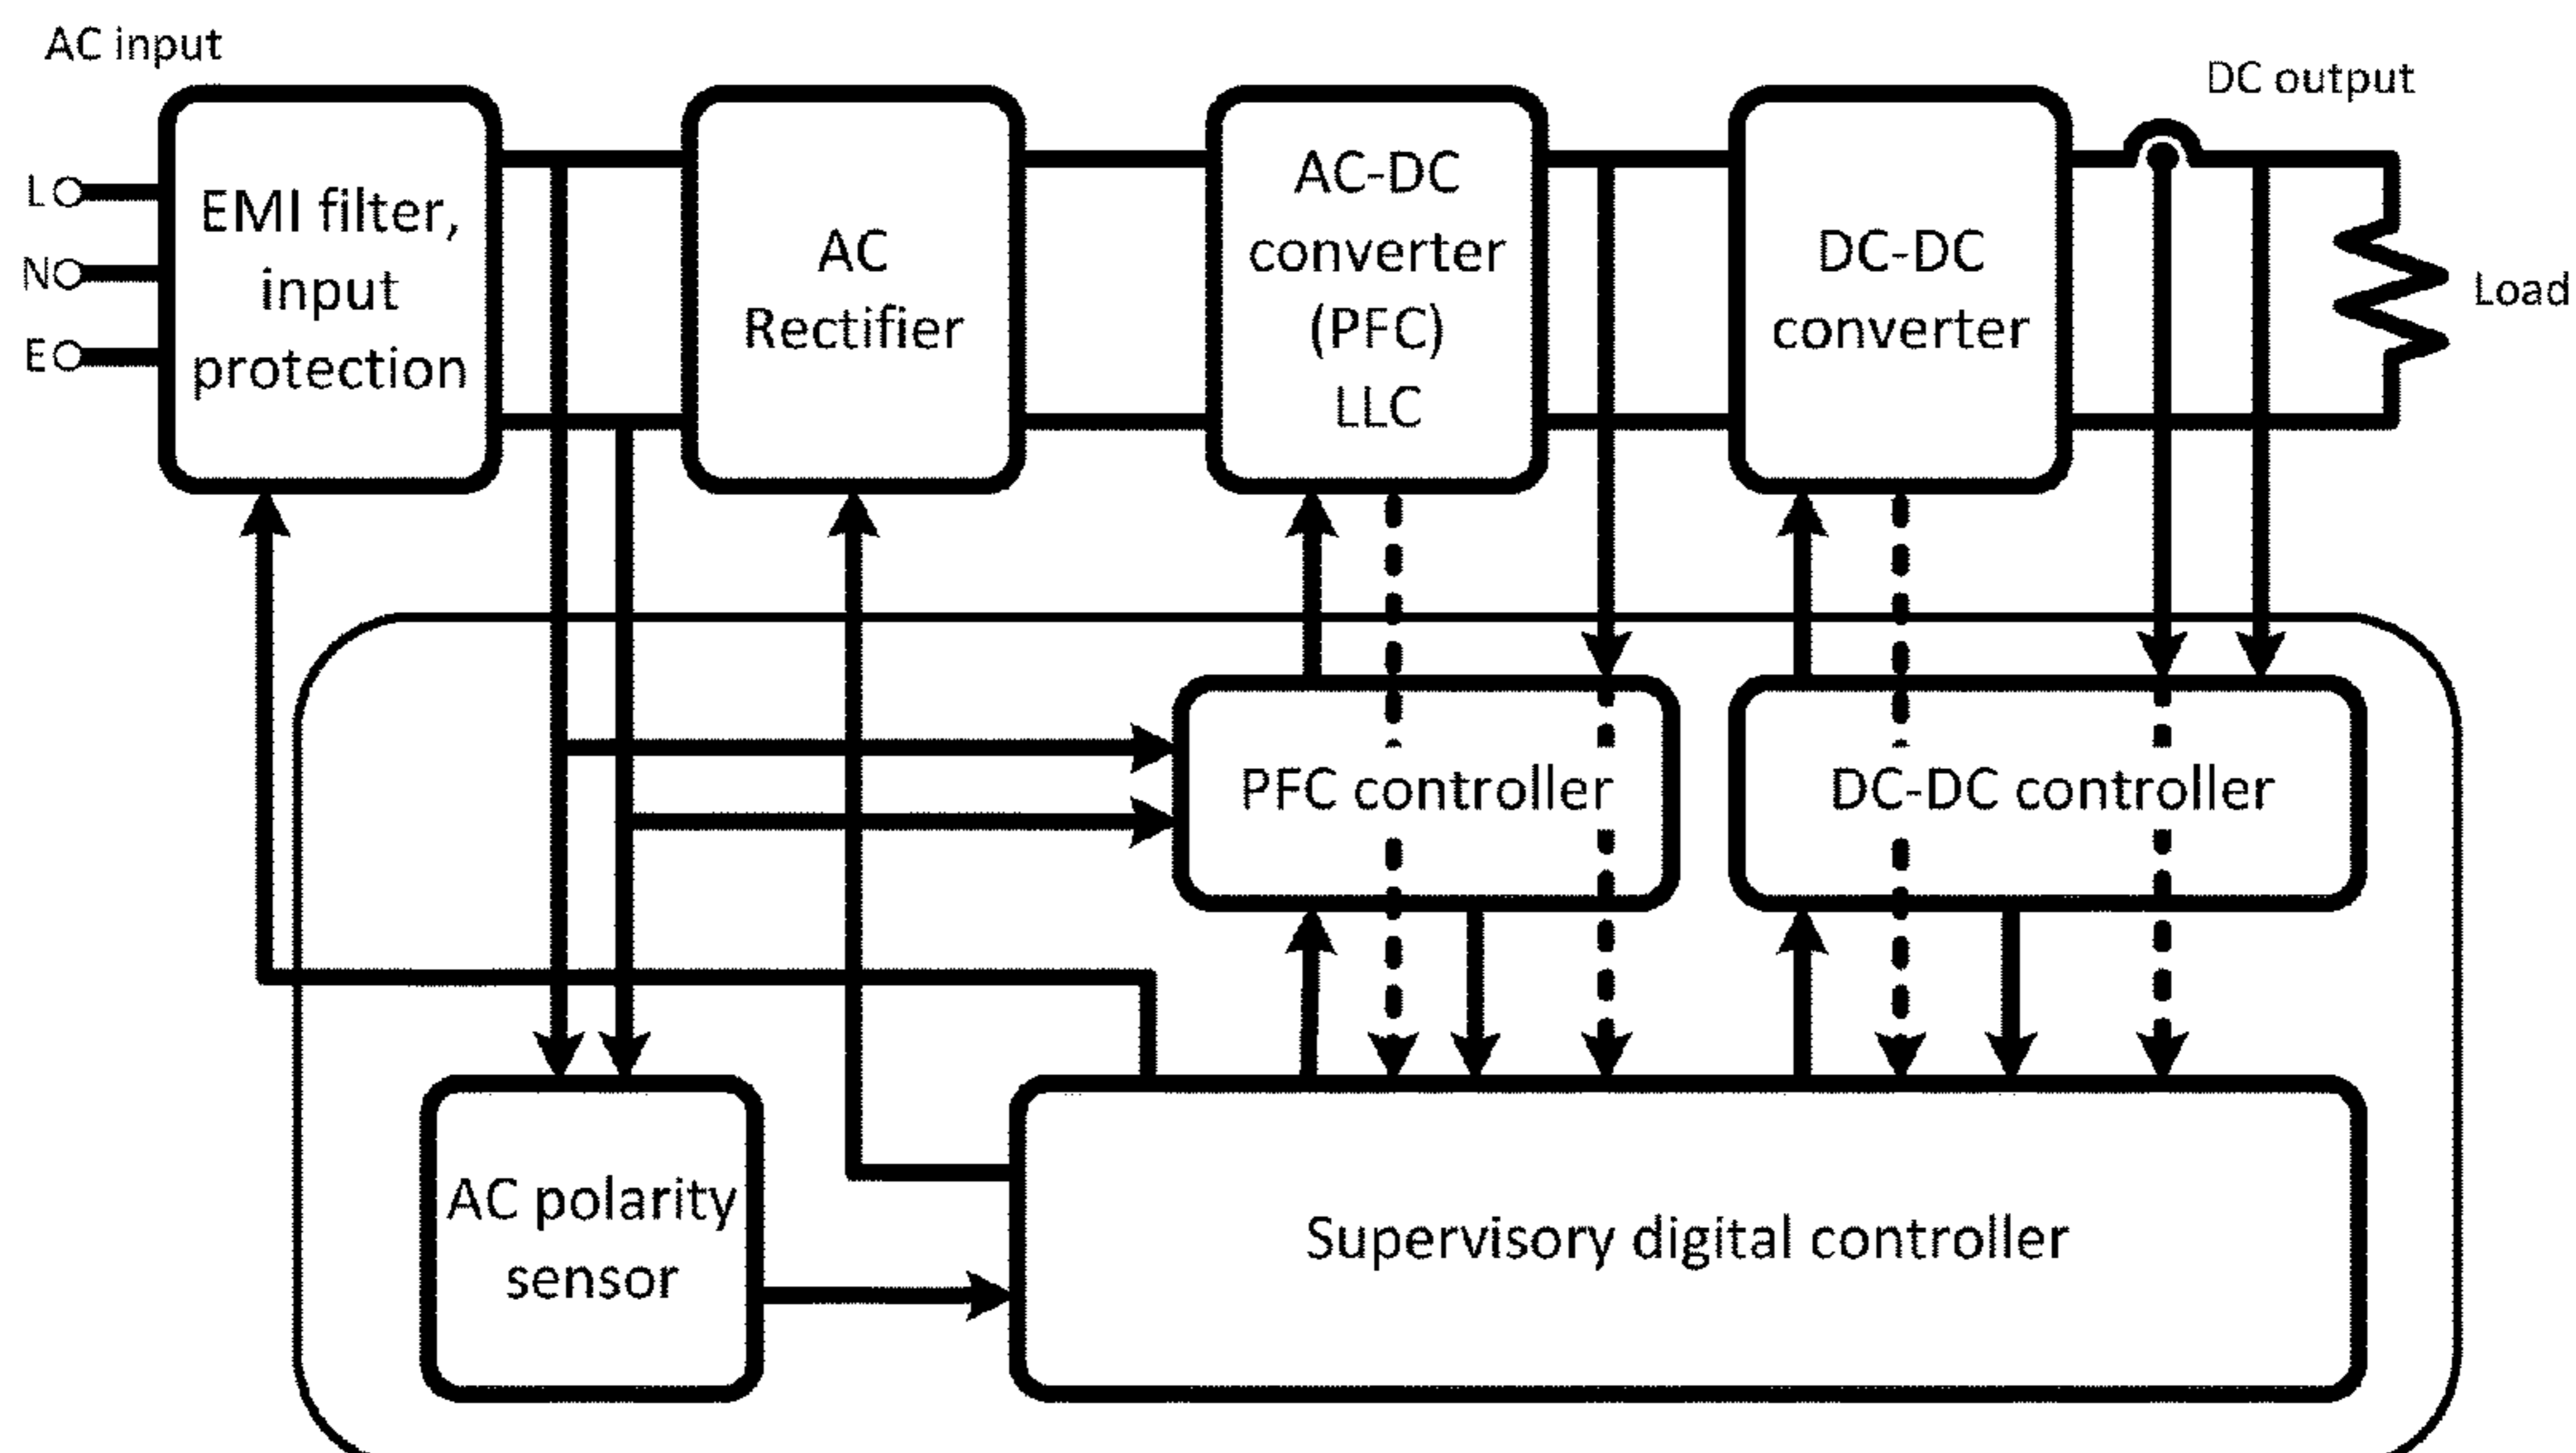 AC input
DC output
L
N
E
EMI filter,
input
protection
AC
Rectifier
AC-DC
converter
(PFC)
LLC
DC-DC
converter
Load
PFC controller
DC-DC controller
AC polarity
sensor
Supervisory digital controller